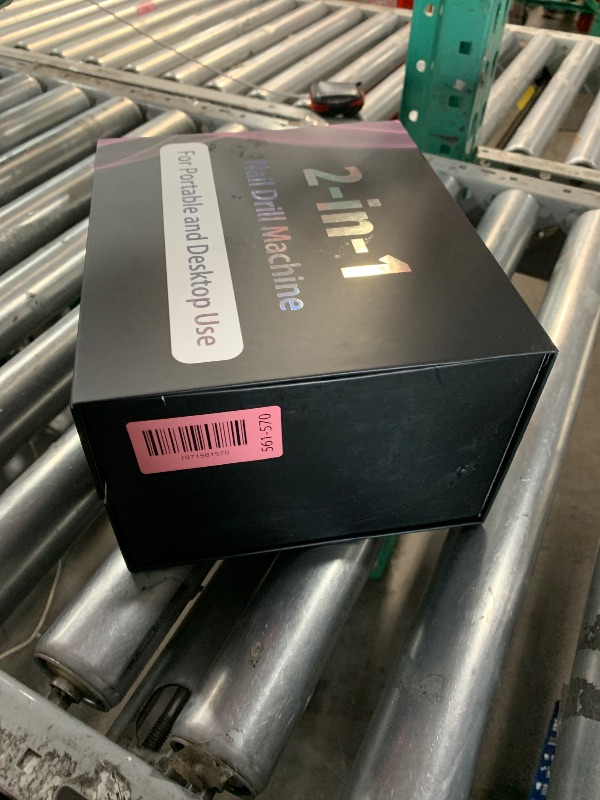 2-in-1
Nail Drill Machine
For Portable and Desktop Use
561-570
1071561570